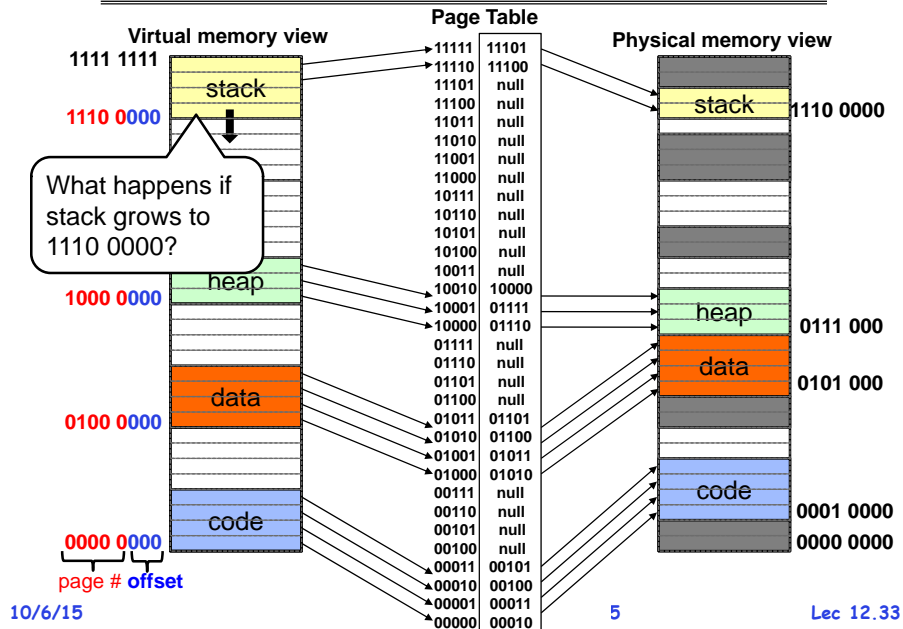 Page Table
Virtual memory view
Physical memory view
1111 1111
stack
1110 0000
What happens if
stack grows to
1110 0000?
heap
1000 0000
data
0100 0000
code
0000 0000
page # offset
11111 11101
11110 11100
11101 null
11100 null
11011 null
11010 null
11001 null
11000 null
10111 null
10110 null
10101 null
10100 null
10011 null
10010 10000
10001 01111
10000 01110
01111 null
01110 null
01101 null
01100 null
01011 01101
01010 01100
01001 01011
01000 01010
00111 null
00110 null
00101 null
00100 null
00011 00101
00010 00100
00001 00011
00000 00010
stack
1110 0000
heap
0111 000
data
0101 000
code
0001 0000
0000 0000
10/6/15
5
Lec 12.33